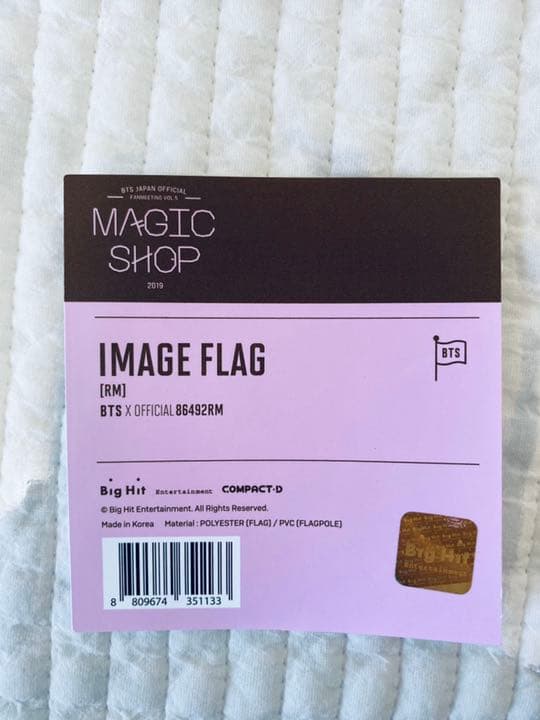 BTS JAPAN OFFICIAL
FANMEETING VOL.5
MAGIC
SHOP
2019
IMAGE FLAG
BTS
[RM]
BTS X OFFICIAL 86492RM
Big Hit Entertainment COMPACT·D
© Big Hit Entertainment. All Rights Reserved.
Made in Korea Material : POLYESTER (FLAG) / PVC (FLAGPOLE)
Big Hit
Entertainment
8 809674 351133